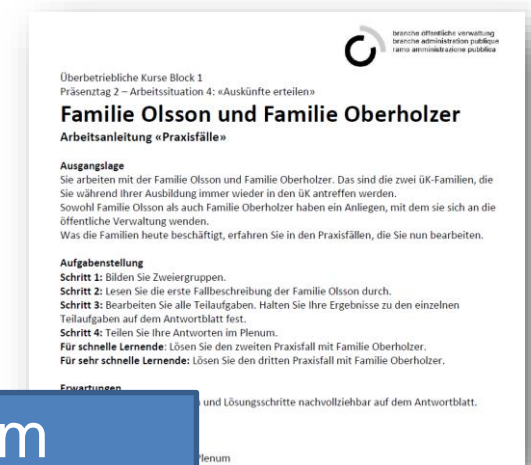 branche öffentliche verwaltung
branche administration publique
ramo amministrazione pubblica
Überbetriebliche Kurse Block 1
Präsenztag 2 – Arbeitssituation 4: «Auskünfte erteilen»
Familie Olsson und Familie Oberholzer
Arbeitsanleitung «Praxisfälle»
Ausgangslage
Sie arbeiten mit der Familie Olsson und Familie Oberholzer. Das sind die zwei üK-Familien, die
Sie während Ihrer Ausbildung immer wieder in den üK antreffen werden.
Sowohl Familie Olsson als auch Familie Oberholzer haben ein Anliegen, mit dem sie sich an die
öffentliche Verwaltung wenden.
Was die Familien heute beschäftigt, erfahren Sie in den Praxisfällen, die Sie nun bearbeiten.
Aufgabenstellung
Schritt 1: Bilden Sie Zweiergruppen.
Schritt 2: Lesen Sie die erste Fallbeschreibung der Familie Olsson durch.
Schritt 3: Bearbeiten Sie alle Teilaufgaben. Halten Sie Ihre Ergebnisse zu den einzelnen
Teilaufgaben auf dem Antwortblatt fest.
Schritt 4: Teilen Sie Ihre Antworten im Plenum.
Für schnelle Lernende: Lösen Sie den zweiten Praxisfall mit Familie Oberholzer.
Für sehr schnelle Lernende: Lösen Sie den dritten Praxisfall mit Familie Oberholzer.
Erwartungen
und Lösungsschritte nachvollziehbar auf dem Antwortblatt.
m
Plenum